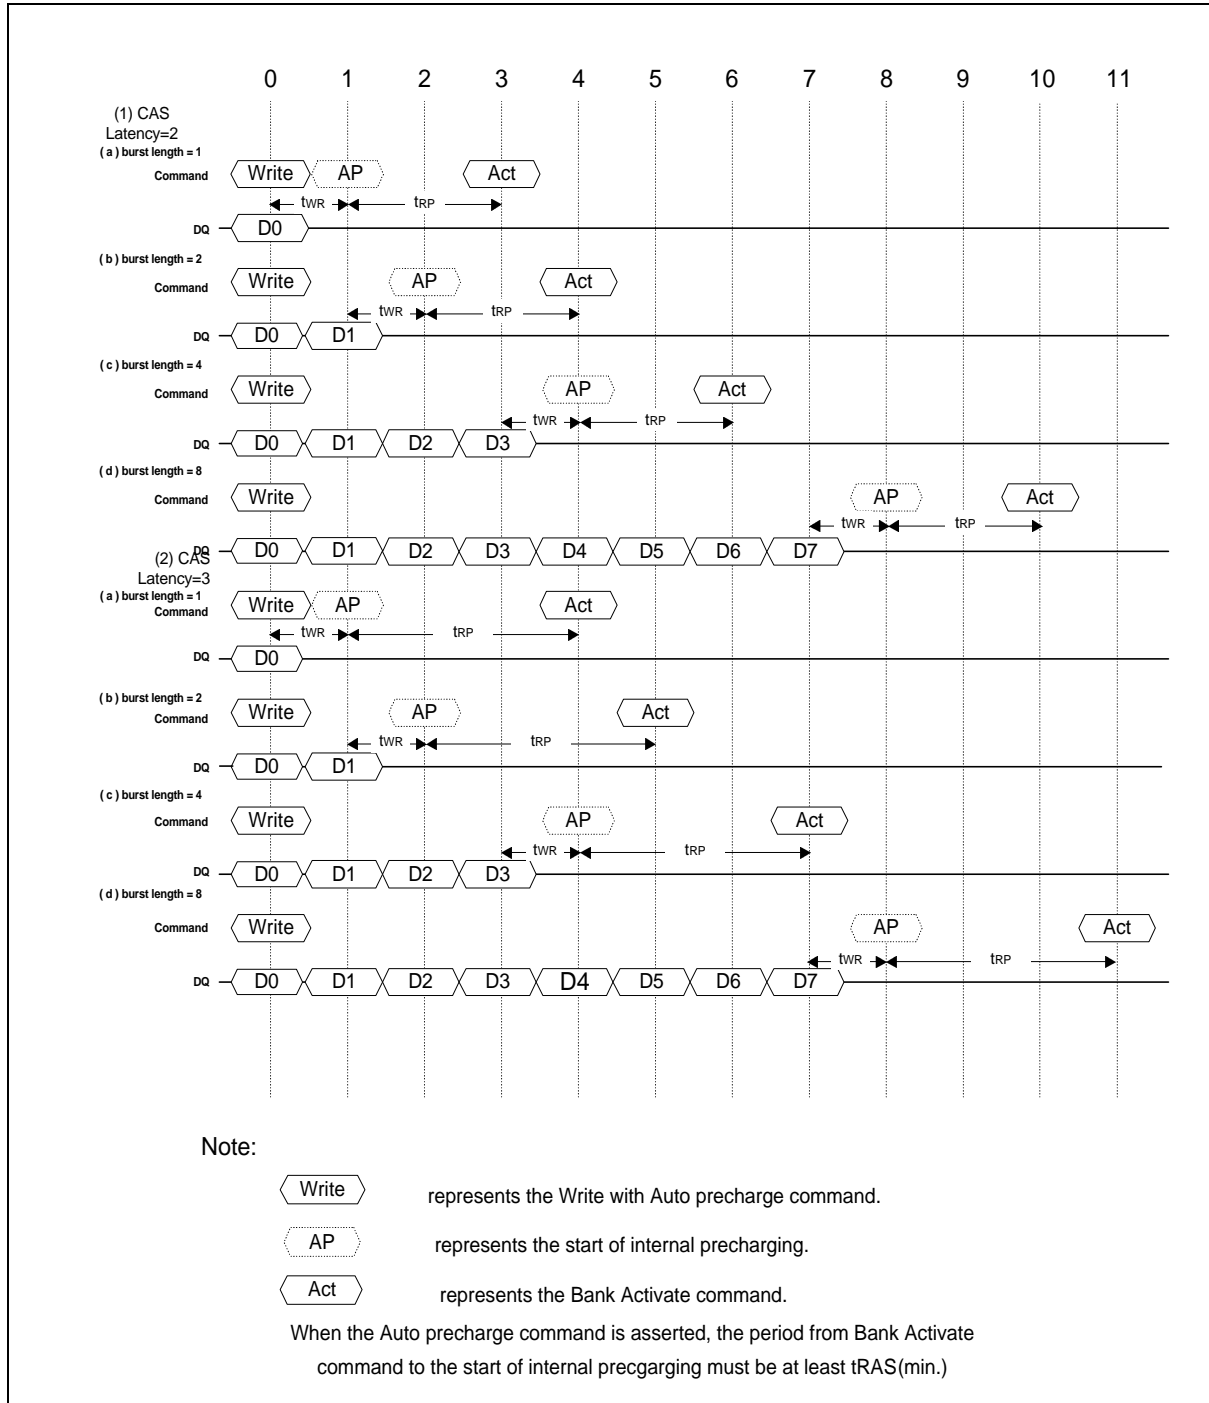 0 1 2 3 4 5 6 7 8 9 10 11
(1) CAS
Latency=2
( a ) burst length = 1
Command Write AP Act
tWR tRP
DQ D0
( b ) burst length = 2
Command Write AP Act
tWR tRP
DQ D0 D1
( c ) burst length = 4
Command Write AP Act
tWR tRP
DQ D0 D1 D2 D3
( d ) burst length = 8
Command Write AP Act
tWR tRP
DQ D0 D1 D2 D3 D4 D5 D6 D7
(2) CAS
Latency=3
( a ) burst length = 1
Command Write AP Act
tWR tRP
DQ D0
( b ) burst length = 2
Command Write AP Act
tWR tRP
DQ D0 D1
( c ) burst length = 4
Command Write AP Act
tWR tRP
DQ D0 D1 D2 D3
( d ) burst length = 8
Command Write AP Act
tWR tRP
DQ D0 D1 D2 D3 D4 D5 D6 D7
Note:
Write represents the Write with Auto precharge command.
AP represents the start of internal precharging.
Act represents the Bank Activate command.
When the Auto precharge command is asserted, the period from Bank Activate
command to the start of internal precgarging must be at least tRAS(min.)